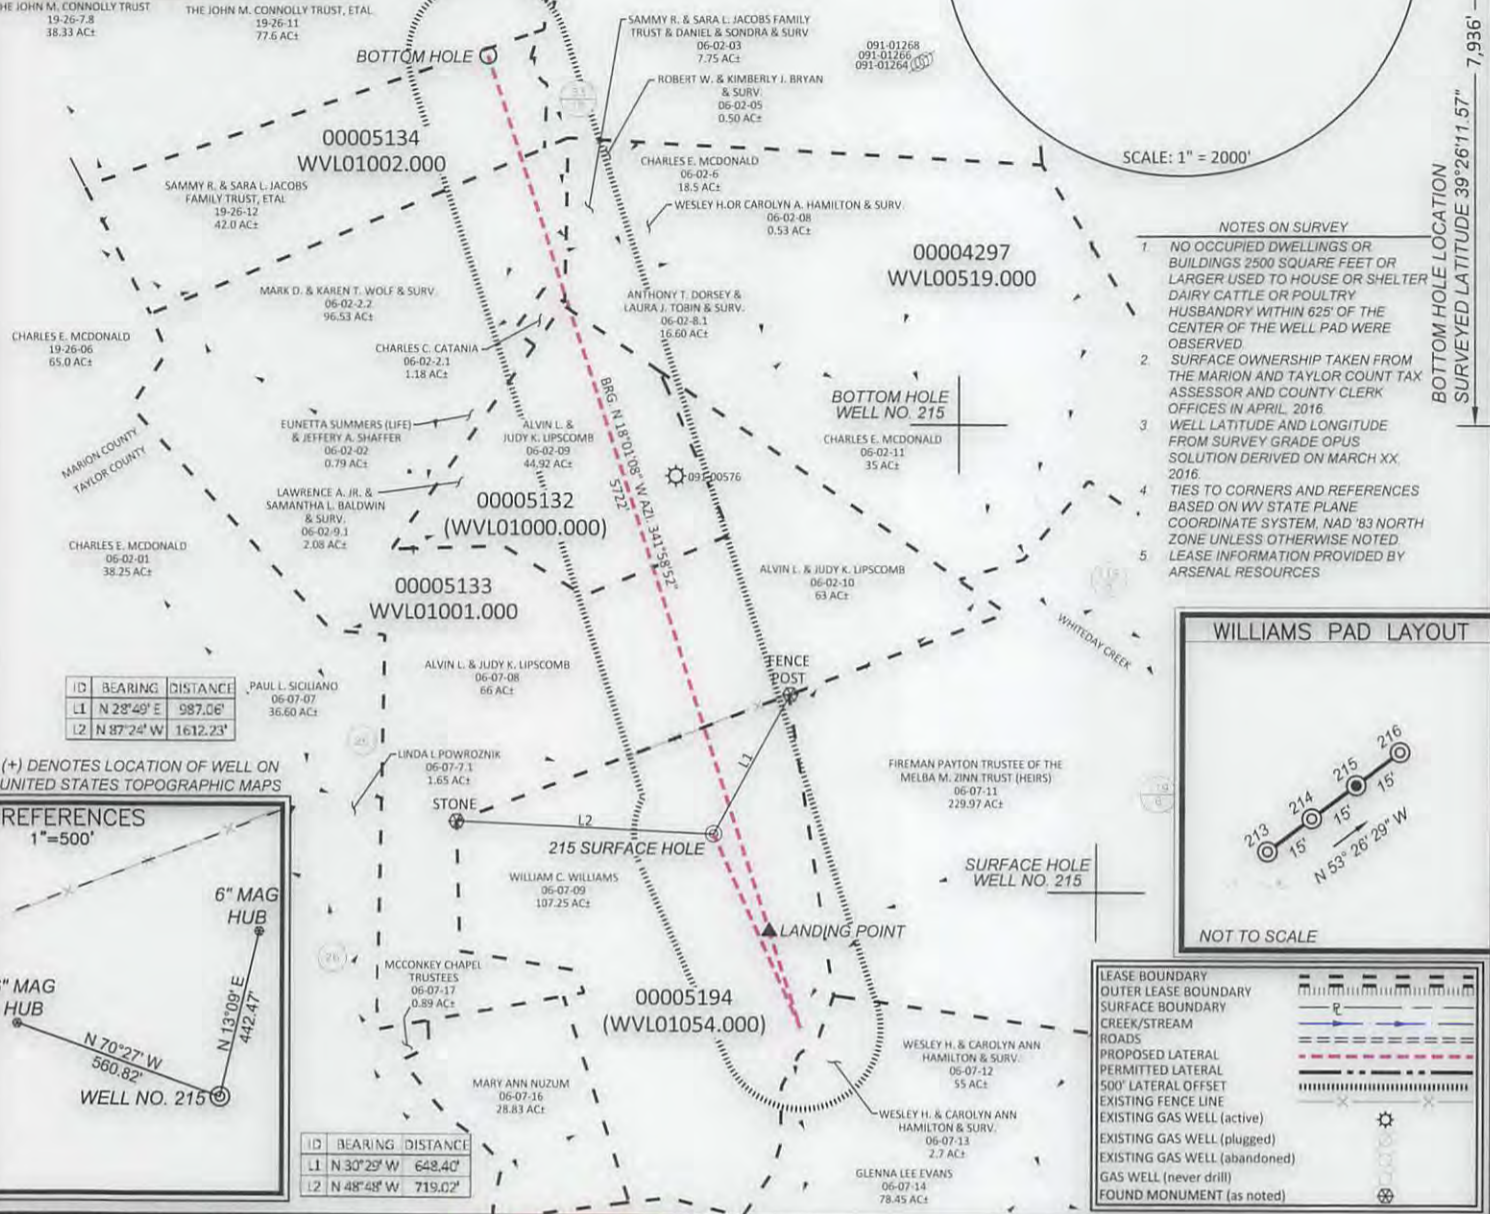 HE JOHN M. CONNOLLY TRUST
19-26-7.8
38.33 AC±
THE JOHN M. CONNOLLY TRUST, ETAL
19-26-11
77.6 AC±
BOTTOM HOLE
SAMMY R. & SARA L. JACOBS FAMILY
TRUST & DANIEL & SONDRA & SURV
06-02-03
7.75 AC±
ROBERT W. & KIMBERLY J. BRYAN
& SURV.
06-02-05
0.50 AC±
091-01268
091-01266
091-01264
SCALE: 1" = 2000'
7,936'
BOTTOM HOLE LOCATION
SURVEYED LATITUDE 39°26'11.57"
00005134
WVL01002.000
SAMMY R. & SARA L. JACOBS
FAMILY TRUST, ETAL
19-26-12
42.0 AC±
CHARLES E. MCDONALD
06-02-6
18.5 AC±
WESLEY H.OR CAROLYN A. HAMILTON & SURV.
06-02-08
0.53 AC±
00004297
WVL00519.000
NOTES ON SURVEY
1. NO OCCUPIED DWELLINGS OR
BUILDINGS 2500 SQUARE FEET OR
LARGER USED TO HOUSE OR SHELTER
DAIRY CATTLE OR POULTRY
HUSBANDRY WITHIN 625' OF THE
CENTER OF THE WELL PAD WERE
OBSERVED.
2. SURFACE OWNERSHIP TAKEN FROM
THE MARION AND TAYLOR COUNT TAX
ASSESSOR AND COUNTY CLERK
OFFICES IN APRIL, 2016.
3. WELL LATITUDE AND LONGITUDE
FROM SURVEY GRADE OPUS
SOLUTION DERIVED ON MARCH XX,
2016.
4. TIES TO CORNERS AND REFERENCES
BASED ON WV STATE PLANE
COORDINATE SYSTEM, NAD '83 NORTH
ZONE UNLESS OTHERWISE NOTED.
5. LEASE INFORMATION PROVIDED BY
ARSENAL RESOURCES
MARK D. & KAREN T. WOLF & SURV.
06-02-2.2
96.53 AC±
ANTHONY T. DORSEY &
LAURA J. TOBIN & SURV.
06-02-8.1
16.60 AC±
CHARLES E. MCDONALD
19-26-06
65.0 AC±
CHARLES C. CATANIA
06-02-2.1
1.18 AC±
BOTTOM HOLE
WELL NO. 215
CHARLES E. MCDONALD
06-02-11
35 AC±
BRG. N 18°01'08" W AZI. 341°58'52"
5722'
MARION COUNTY
TAYLOR COUNTY
EUNETTA SUMMERS (LIFE)
& JEFFERY A. SHAFFER
06-02-02
0.79 AC±
ALVIN L. &
JUDY K. LIPSCOMB
06-02-09
44.92 AC±
091-00576
LAWRENCE A. JR. &
SAMANTHA L. BALDWIN
& SURV.
06-02-9.1
2.08 AC±
00005132
(WVL01000.000)
CHARLES E. MCDONALD
06-02-01
38.25 AC±
00005133
WVL01001.000
ALVIN L. & JUDY K. LIPSCOMB
06-02-10
63 AC±
WHITEDAY CREEK
ALVIN L. & JUDY K. LIPSCOMB
06-07-08
66 AC±
FENCE
POST
ID BEARING DISTANCE
L1 N 28°49' E 987.06'
L2 N 87°24' W 1612.23'
PAUL L. SICILIANO
06-07-07
36.60 AC±
26
(+) DENOTES LOCATION OF WELL ON
UNITED STATES TOPOGRAPHIC MAPS
LINDA L POWROZNIK
06-07-7.1
1.65 AC±
L1
FIREMAN PAYTON TRUSTEE OF THE
MELBA M. ZINN TRUST (HEIRS)
06-07-11
229.97 AC±
STONE
L2
215 SURFACE HOLE
WILLIAM C. WILLIAMS
06-07-09
107.25 AC±
SURFACE HOLE
WELL NO. 215
LANDING POINT
WILLIAMS PAD LAYOUT
213
214
215
216
15'
15'
15'
N 53° 26' 29" W
NOT TO SCALE
REFERENCES
1"=500'
6" MAG
HUB
" MAG
HUB
N 13°09' E
442.47'
N 70°27' W
560.82'
WELL NO. 215
26
MCCONKEY CHAPEL
TRUSTEES
06-07-17
0.89 AC±
00005194
(WVL01054.000)
WESLEY H. & CAROLYN ANN
HAMILTON & SURV.
06-07-12
55 AC±
MARY ANN NUZUM
06-07-16
28.83 AC±
WESLEY H. & CAROLYN ANN
HAMILTON & SURV.
06-07-13
2.7 AC±
GLENNA LEE EVANS
06-07-14
78.45 AC±
ID BEARING DISTANCE
L1 N 30°29' W 648.40'
L2 N 48°48' W 719.02'
LEASE BOUNDARY
OUTER LEASE BOUNDARY
SURFACE BOUNDARY
CREEK/STREAM
ROADS
PROPOSED LATERAL
PERMITTED LATERAL
500' LATERAL OFFSET
EXISTING FENCE LINE
EXISTING GAS WELL (active)
EXISTING GAS WELL (plugged)
EXISTING GAS WELL (abandoned)
GAS WELL (never drill)
FOUND MONUMENT (as noted)